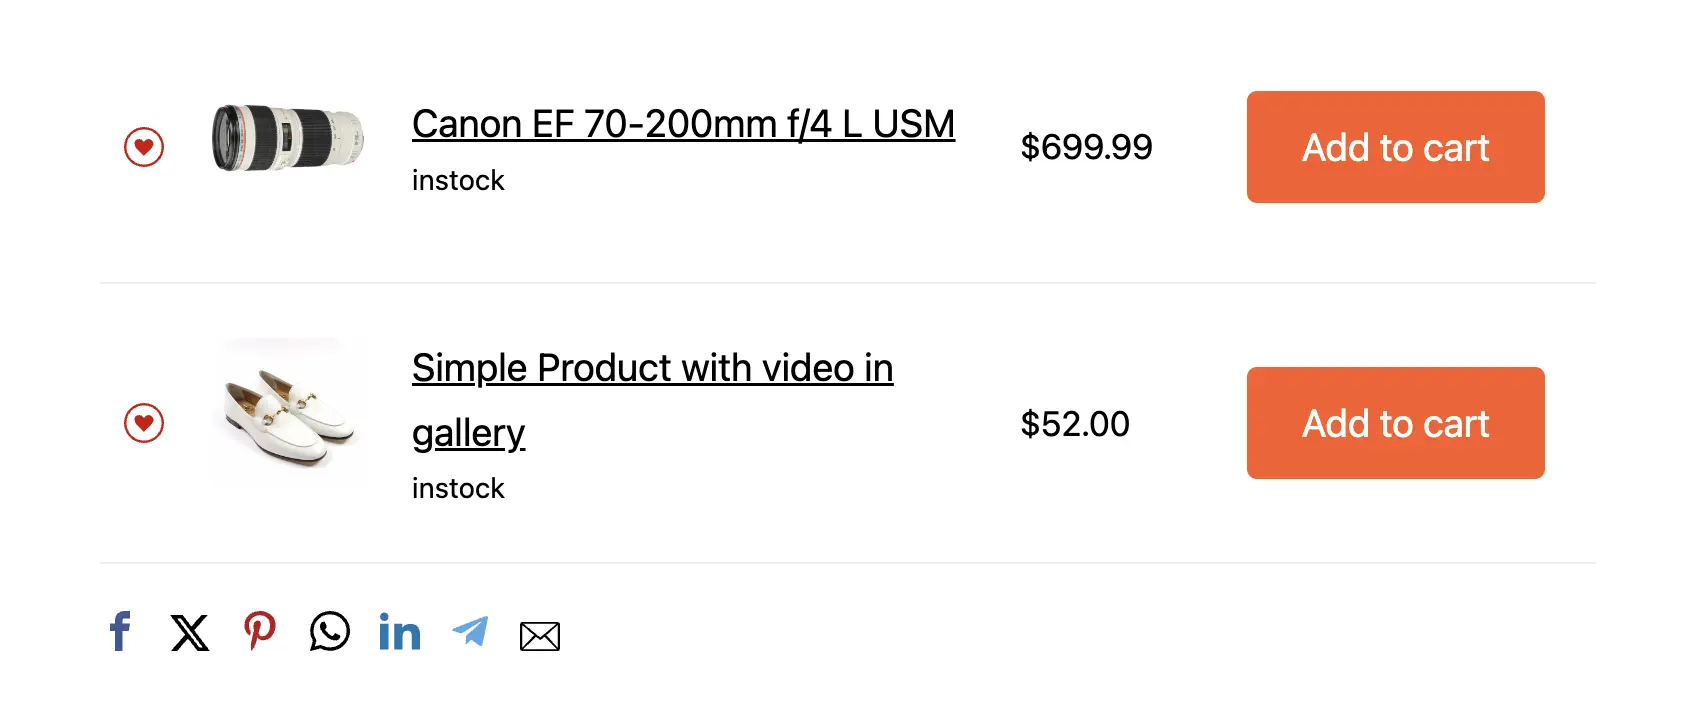 Canon EF 70-200mm f/4 L USM
instock
$699.99
Add to cart
Simple Product with video in
gallery
instock
$52.00
Add to cart